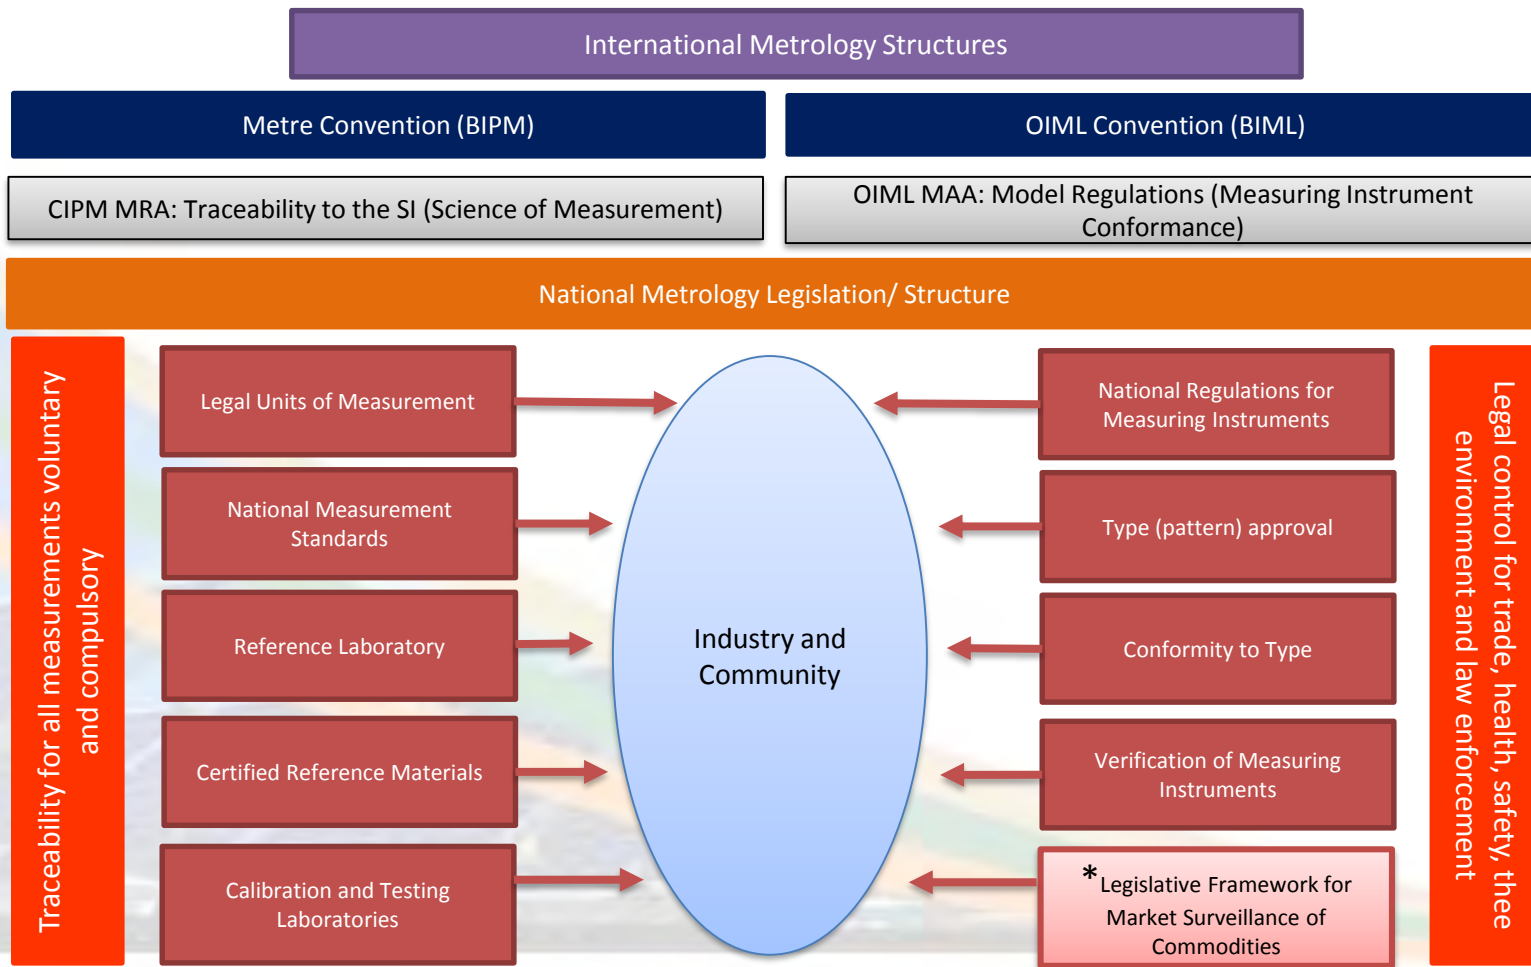 International Metrology Structures
Metre Convention (BIPM)
OIML Convention (BIML)
CIPM MRA: Traceability to the SI (Science of Measurement)
OIML MAA: Model Regulations (Measuring Instrument
Conformance)
National Metrology Legislation/ Structure
Traceability for all measurements voluntary
and compulsory
Legal Units of Measurement
National Measurement
Standards
Reference Laboratory
Certified Reference Materials
Calibration and Testing
Laboratories
Industry and
Community
National Regulations for
Measuring Instruments
Type (pattern) approval
Conformity to Type
Verification of Measuring
Instruments
*Legislative Framework for
Market Surveillance of
Commodities
Legal control for trade, health, safety, thee
environment and law enforcement